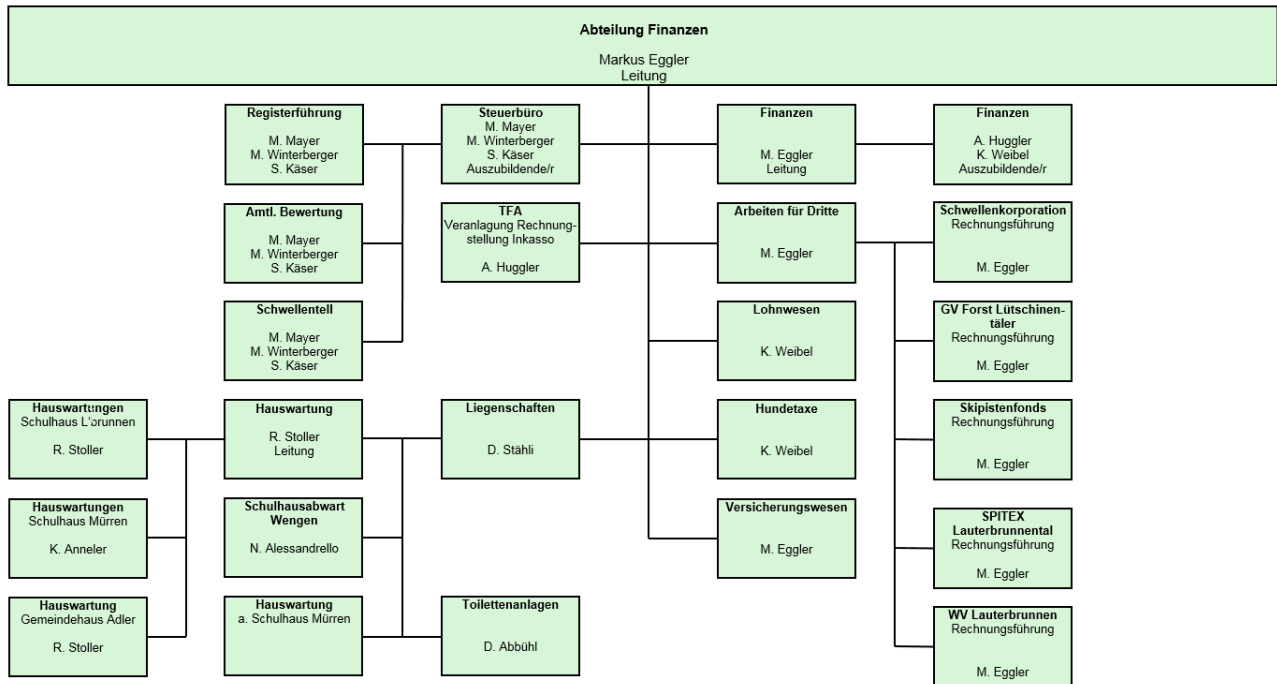 Abteilung Finanzen
Markus Eggler
Leitung
Registerführung
M. Mayer
M. Winterberger
S. Käser
Steuerbüro
M. Mayer
M. Winterberger
S. Käser
Auszubildende/r
Finanzen
M. Eggler
Leitung
Finanzen
A. Huggler
K. Weibel
Auszubildende/r
Amtl. Bewertung
M. Mayer
M. Winterberger
S. Käser
TFA
Veranlagung Rechnung-
stellung Inkasso
A. Huggler
Arbeiten für Dritte
M. Eggler
Schwellenkorporation
Rechnungsführung
M. Eggler
Schwellentell
M. Mayer
M. Winterberger
S. Käser
Lohnwesen
K. Weibel
GV Forst Lütschinen-
täler
Rechnungsführung
M. Eggler
Hauswartungen
Schulhaus L'brunnen
R. Stoller
Hauswartung
R. Stoller
Leitung
Liegenschaften
D. Stähli
Hundetaxe
K. Weibel
Skipistenfonds
Rechnungsführung
M. Eggler
Hauswartungen
Schulhaus Mürren
K. Anneler
Schulhausabwart
Wengen
N. Alessandrello
Versicherungswesen
M. Eggler
SPITEX
Lauterbrunnental
Rechnungsführung
M. Eggler
Hauswartung
Gemeindehaus Adler
R. Stoller
Hauswartung
a. Schulhaus Mürren
Toilettenanlagen
D. Abbühl
WV Lauterbrunnen
Rechnungsführung
M. Eggler